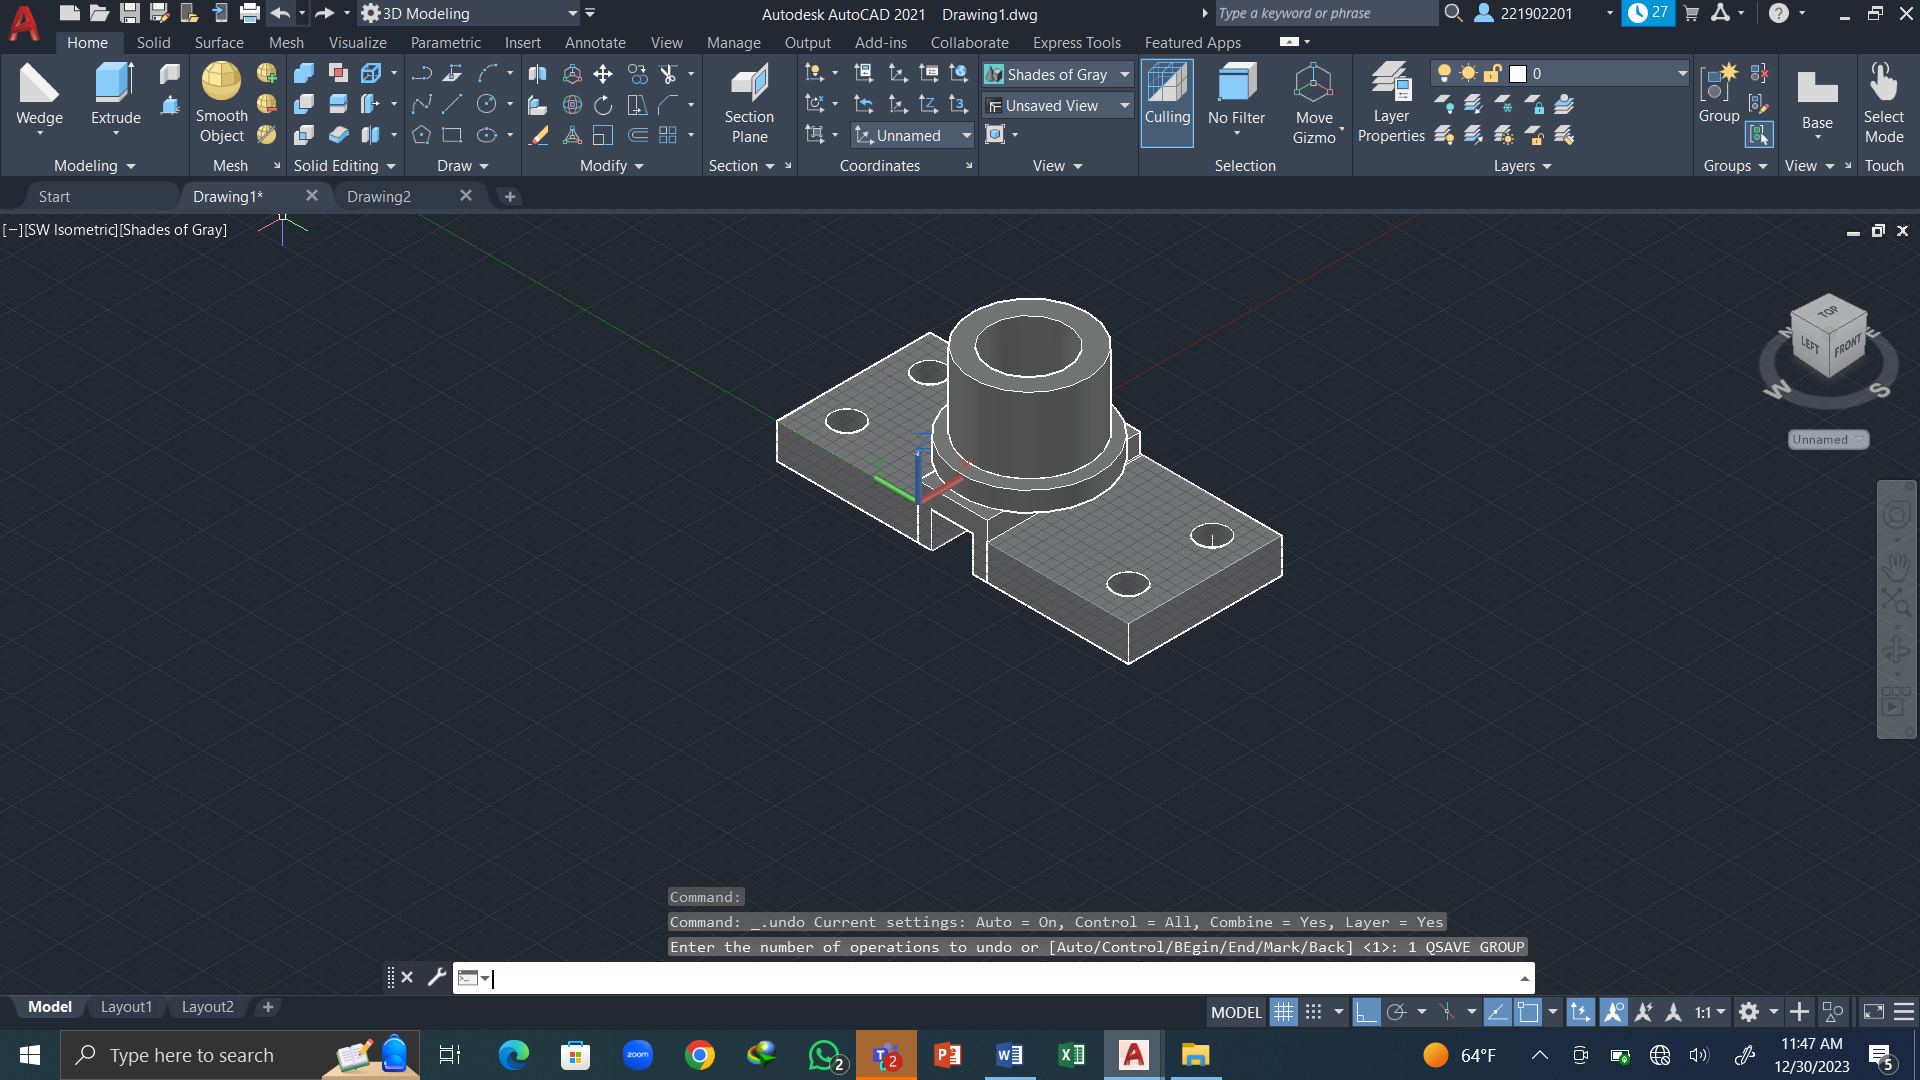 3D Modeling
Autodesk AutoCAD 2021 Drawing1.dwg
Type a keyword or phrase
221902201
27
Home Solid Surface Mesh Visualize Parametric Insert Annotate View Manage Output Add-ins Collaborate Express Tools Featured Apps
Wedge
Extrude
Smooth Object
Section Plane
Shades of Gray
Unsaved View
Unnamed
Culling
No Filter
Move Gizmo
Layer Properties
0
Group
Base
Select Mode
Modeling Mesh Solid Editing Draw Modify Section Coordinates View Selection Layers Groups View Touch
Start Drawing1* Drawing2
[−][SW Isometric][Shades of Gray]
TOP
LEFT
FRONT
N
E
W
S
Unnamed
Command:
Command: _.undo Current settings: Auto = On, Control = All, Combine = Yes, Layer = Yes
Enter the number of operations to undo or [Auto/Control/BEgin/End/Mark/Back] <1>: 1 QSAVE GROUP
Model Layout1 Layout2
MODEL
1:1
Type here to search
zoom
2
2
64°F
11:47 AM
12/30/2023
5